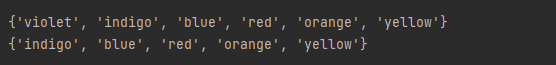 {'violet', 'indigo', 'blue', 'red', 'orange', 'yellow'}
{'indigo', 'blue', 'red', 'orange', 'yellow'}